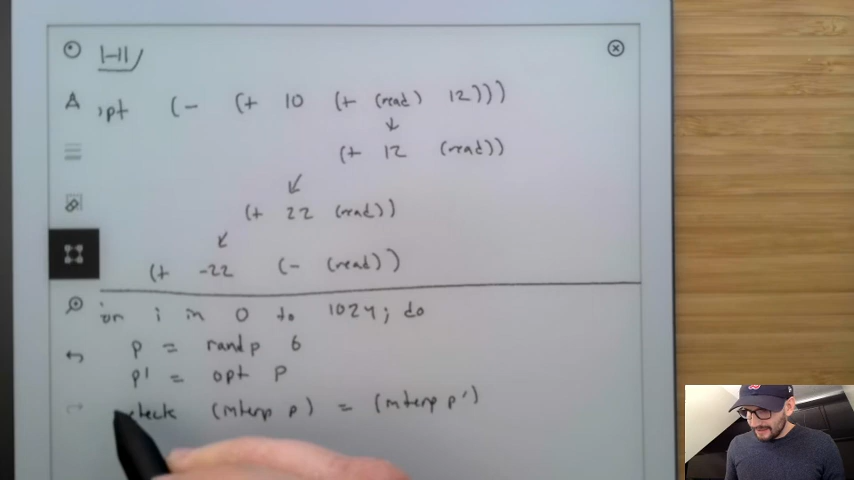 1-11/
opt (- (+ 10 (+ (read) 12)))
(+ 12 (read))
(+ 22 (read))
(+ -22 (- (read))
for i in 0 to 1024; do
p = randp 6
p' = opt p
check (interp p) = (interp p')